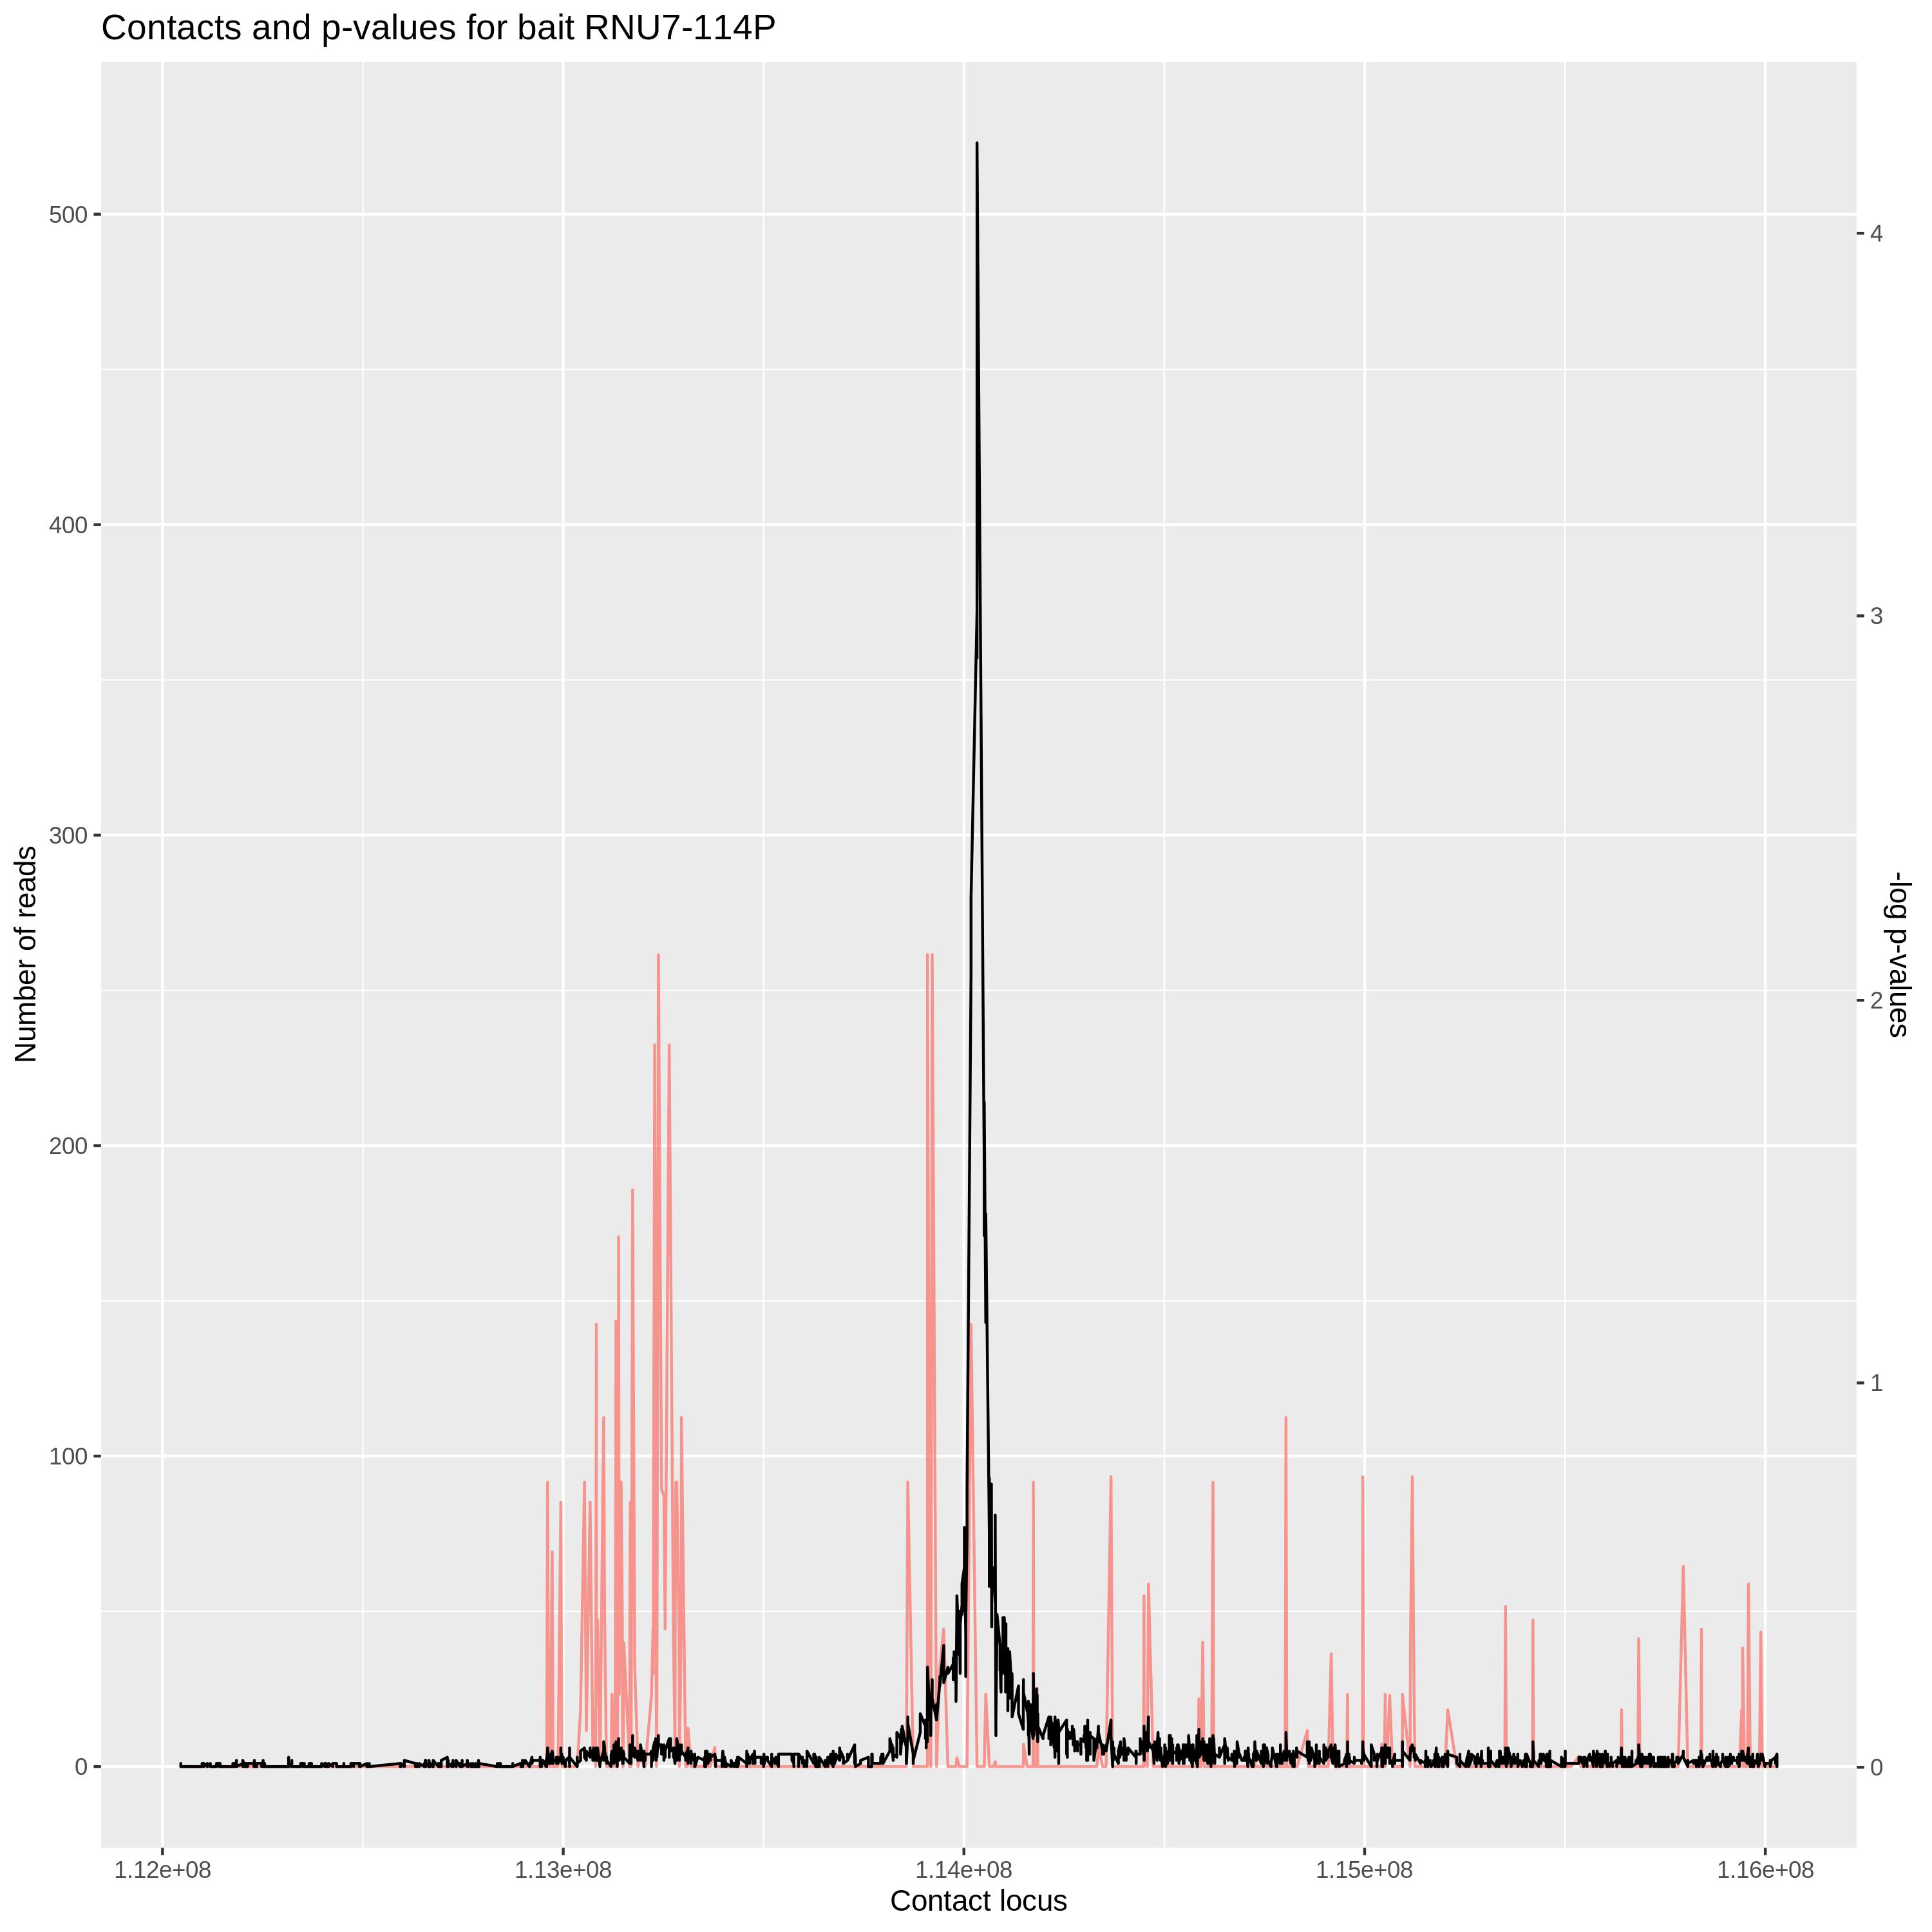 Contacts and p-values for bait RNU7-114P
Number of reads
500
400
300
200
100
0
4
3
2
1
0
-log p-values
1.12e+08
1.13e+08
1.14e+08
1.15e+08
1.16e+08
Contact locus